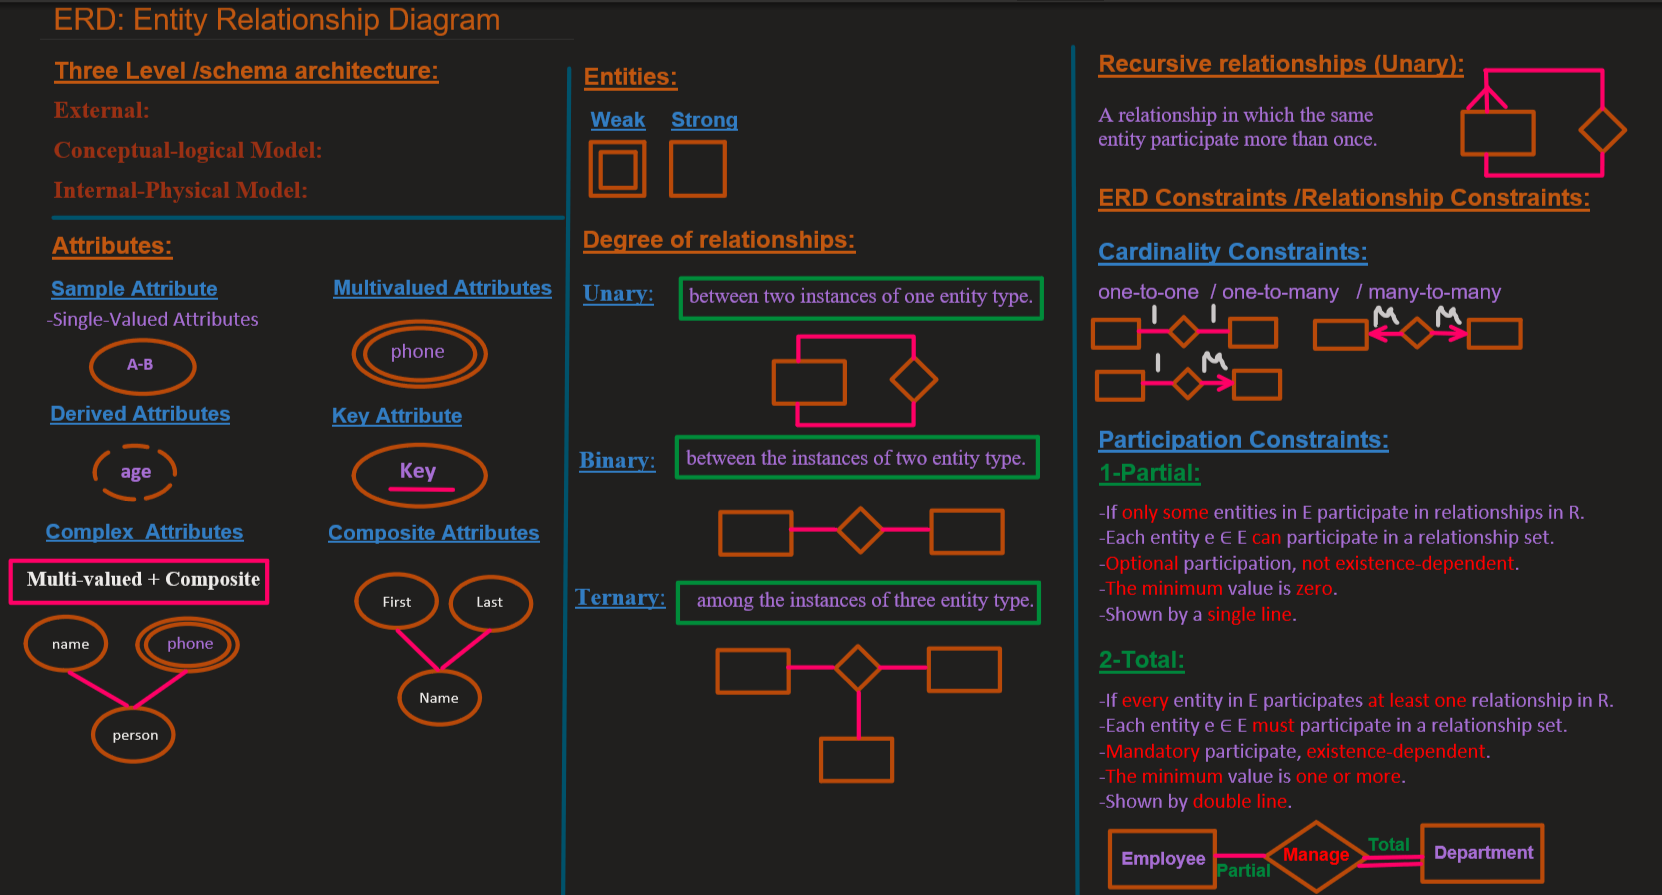 ERD: Entity Relationship Diagram
Three Level /schema architecture:
External:
Conceptual-logical Model:
Internal-Physical Model:
Attributes:
Sample Attribute
-Single-Valued Attributes
A-B
Multivalued Attributes
phone
Derived Attributes
age
Key Attribute
Key
Complex Attributes
Multi-valued + Composite
name
phone
person
Composite Attributes
First
Last
Name
Entities:
Weak
Strong
Degree of relationships:
Unary:
between two instances of one entity type.
Binary:
between the instances of two entity type.
Ternary:
among the instances of three entity type.
Recursive relationships (Unary):
A relationship in which the same
entity participate more than once.
ERD Constraints /Relationship Constraints:
Cardinality Constraints:
one-to-one / one-to-many / many-to-many
1 1
M M
1 M
Participation Constraints:
1-Partial:
-If only some entities in E participate in relationships in R.
-Each entity e ∈ E can participate in a relationship set.
-Optional participation, not existence-dependent.
-The minimum value is zero.
-Shown by a single line.
2-Total:
-If every entity in E participates at least one relationship in R.
-Each entity e ∈ E must participate in a relationship set.
-Mandatory participate, existence-dependent.
-The minimum value is one or more.
-Shown by double line.
Employee
Partial
Manage
Total
Department